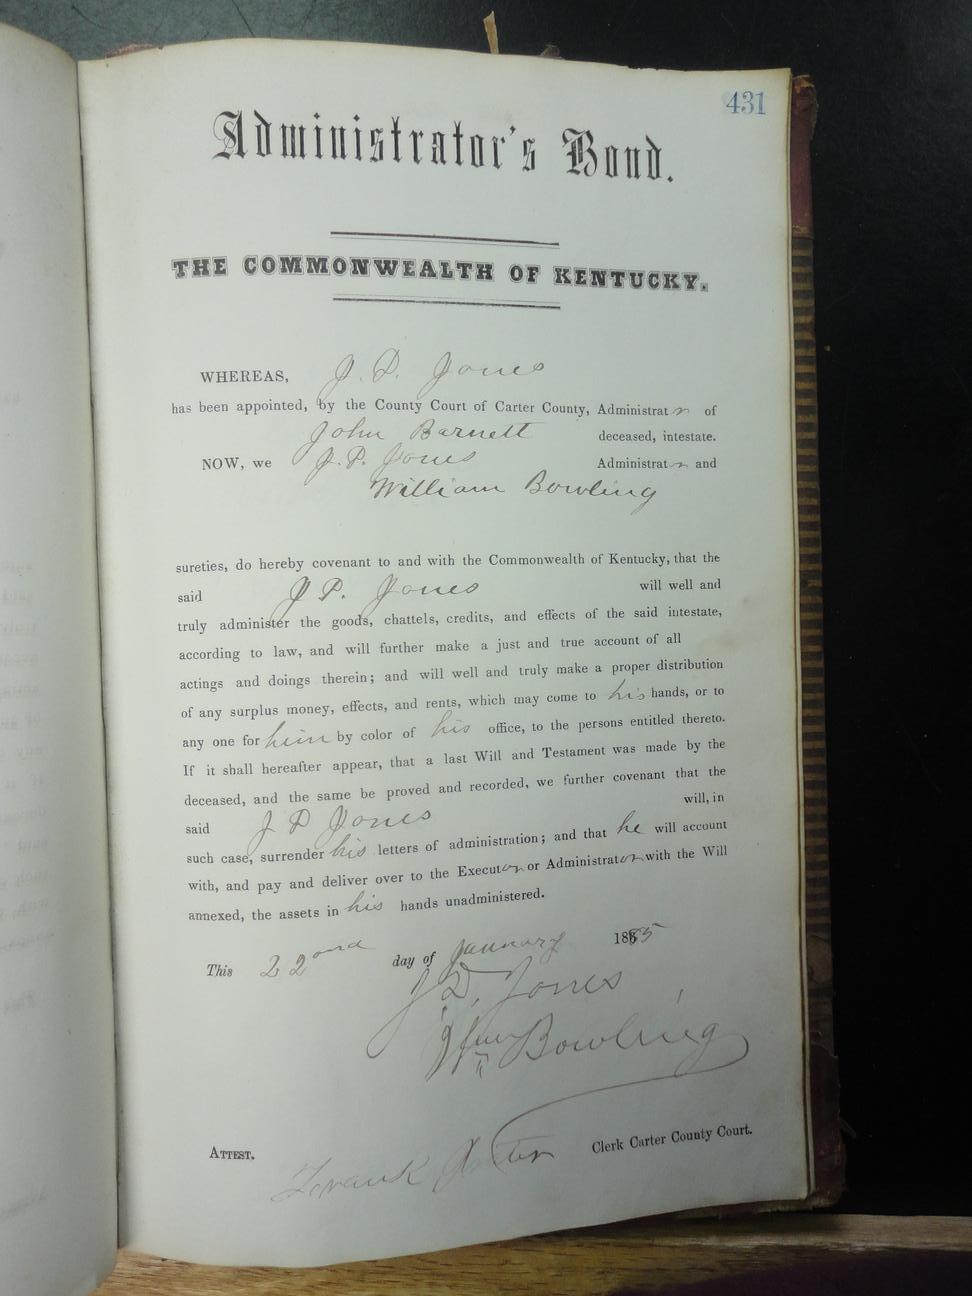 431
Administrator's Bond.
THE COMMONWEALTH OF KENTUCKY.
WHEREAS, J. D. Jones
has been appointed, by the County Court of Carter County, Administrator of
John Barnett deceased, intestate.
NOW, we J. P. Jones Administrator and
William Bowling
sureties, do hereby covenant to and with the Commonwealth of Kentucky, that the
said J P. Jones will well and
truly administer the goods, chattels, credits, and effects of the said intestate,
according to law, and will further make a just and true account of all
actings and doings therein; and will well and truly make a proper distribution
of any surplus money, effects, and rents, which may come to his hands, or to
any one for him by color of his office, to the persons entitled thereto.
If it shall hereafter appear, that a last Will and Testament was made by the
deceased, and the same be proved and recorded, we further covenant that the
said J P Jones will, in
such case, surrender his letters of administration; and that he will account
with, and pay and deliver over to the Executor or Administrator with the Will
annexed, the assets in his hands unadministered.
This 22ond day of January 1885
J. D. Jones
Wm Bowling
ATTEST. Frank Clerk Carter County Court.